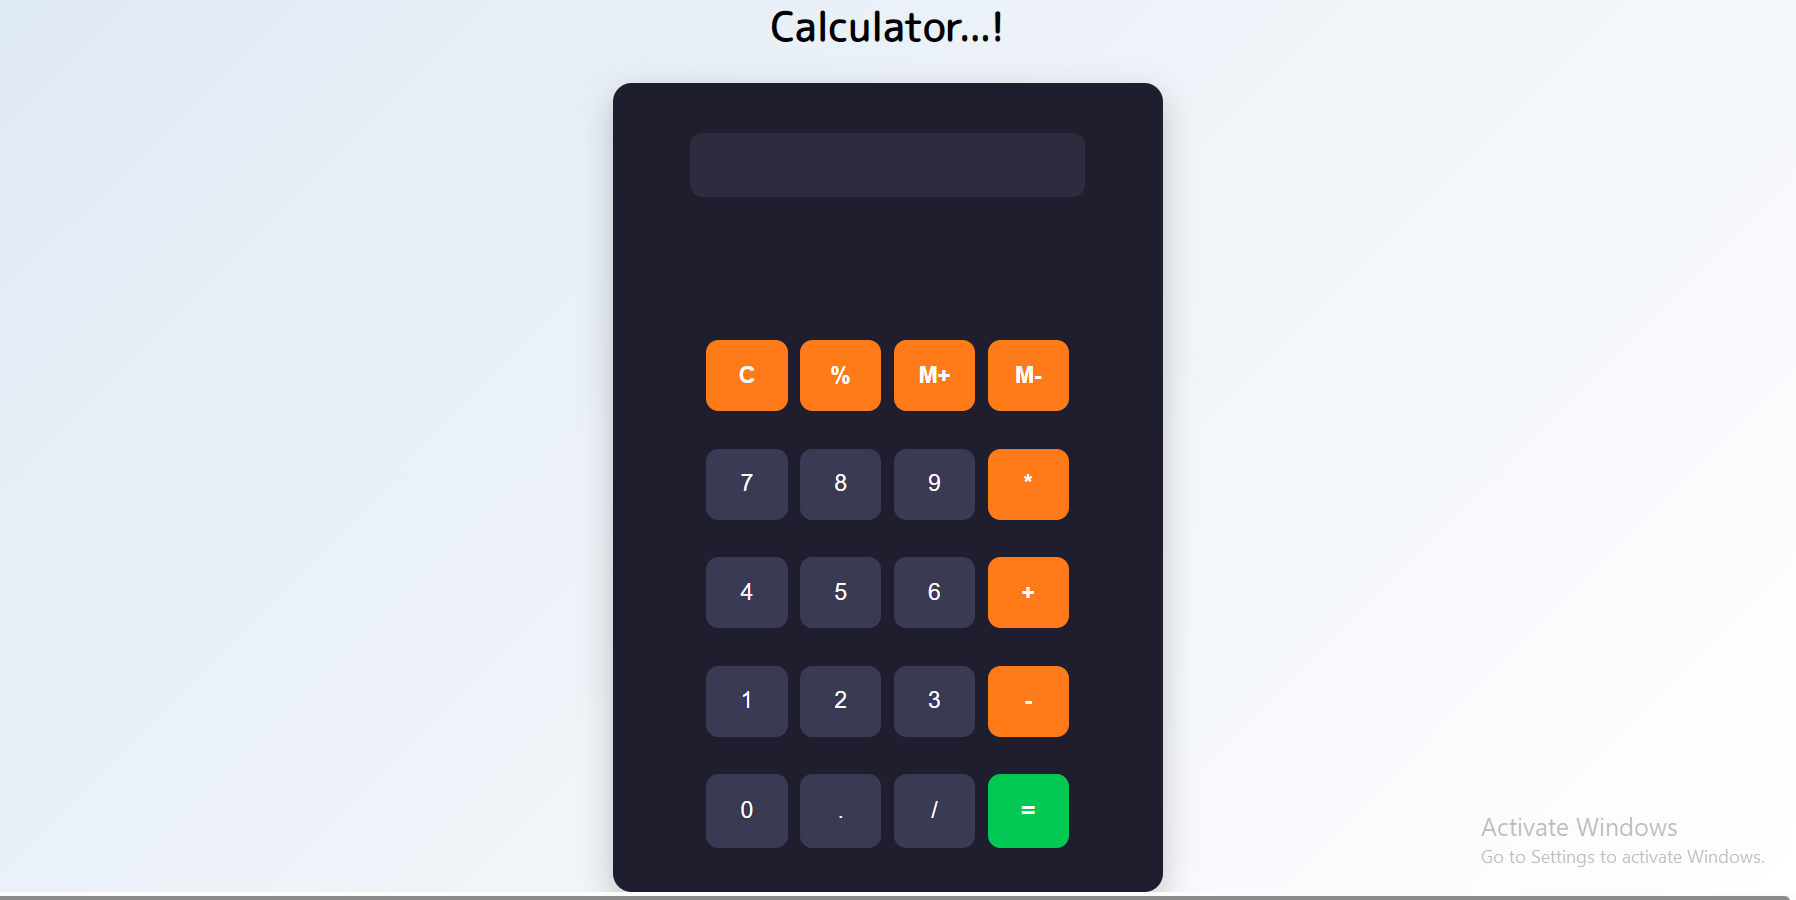 Calculator...!
C % M+ M-
7 8 9 *
4 5 6 +
1 2 3 -
0 . / =
Activate Windows
Go to Settings to activate Windows.